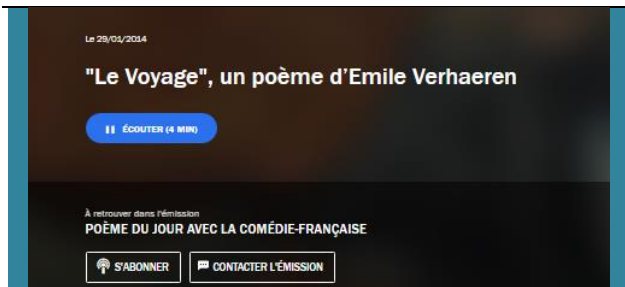 Le 29/01/2014
"Le Voyage", un poème d’Emile Verhaeren
ÉCOUTER (4 MIN)
À retrouver dans l'émission
POÈME DU JOUR AVEC LA COMÉDIE-FRANÇAISE
S'ABONNER
CONTACTER L'ÉMISSION